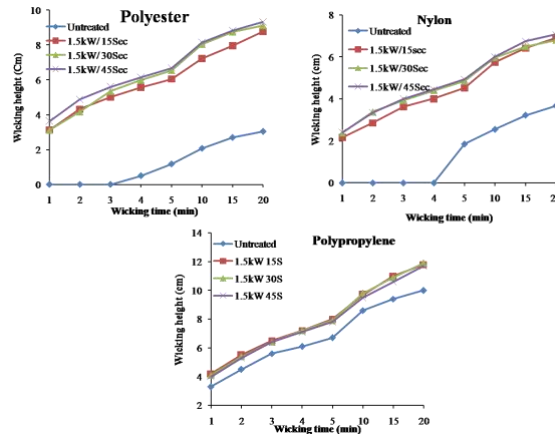 Polyester
Untreated
1.5kW/15Sec
1.5kW/30Sec
1.5kW/45Sec
Wicking height (Cm)
10
8
6
4
2
0
1 2 3 4 5 10 15 20
Wicking time (min)
Nylon
Untreated
1.5kW/15sec
1.5kW/30Sec
1.5kW/45Sec
Wicking height (cm)
8
6
4
2
0
1 2 3 4 5 10 15
Wicking time (min)
Polypropylene
Untreated
1.5kW 15S
1.5kW 30S
1.5kW 45S
Wicking height (cm)
14
12
10
8
6
4
2
1 2 3 4 5 10 15 20
Wicking time (min)